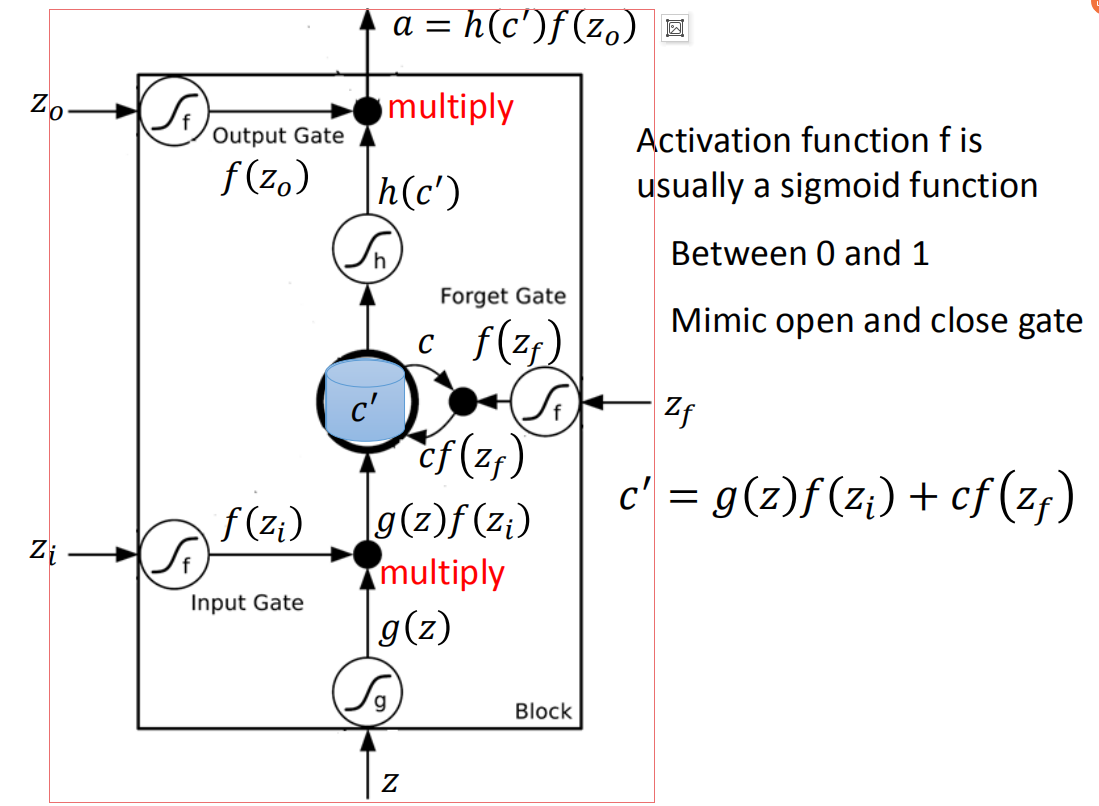 a = h(c′)f(z_o)
z_o
f
multiply
Output Gate
f(z_o)
h(c′)
h
Activation function f is
usually a sigmoid function
Between 0 and 1
Mimic open and close gate
Forget Gate
c
f(z_f)
c′
f
z_f
cf(z_f)
c′ = g(z)f(z_i) + cf(z_f)
f(z_i)
g(z)f(z_i)
z_i
f
multiply
Input Gate
g(z)
g
Block
z